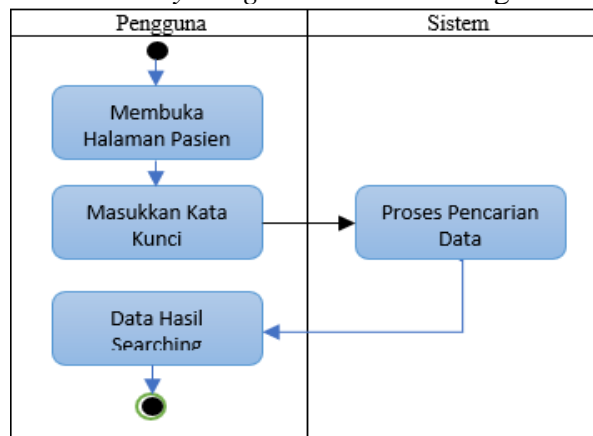 Pengguna Sistem
Membuka
Halaman Pasien
Masukkan Kata
Kunci
Proses Pencarian
Data
Data Hasil
Searching